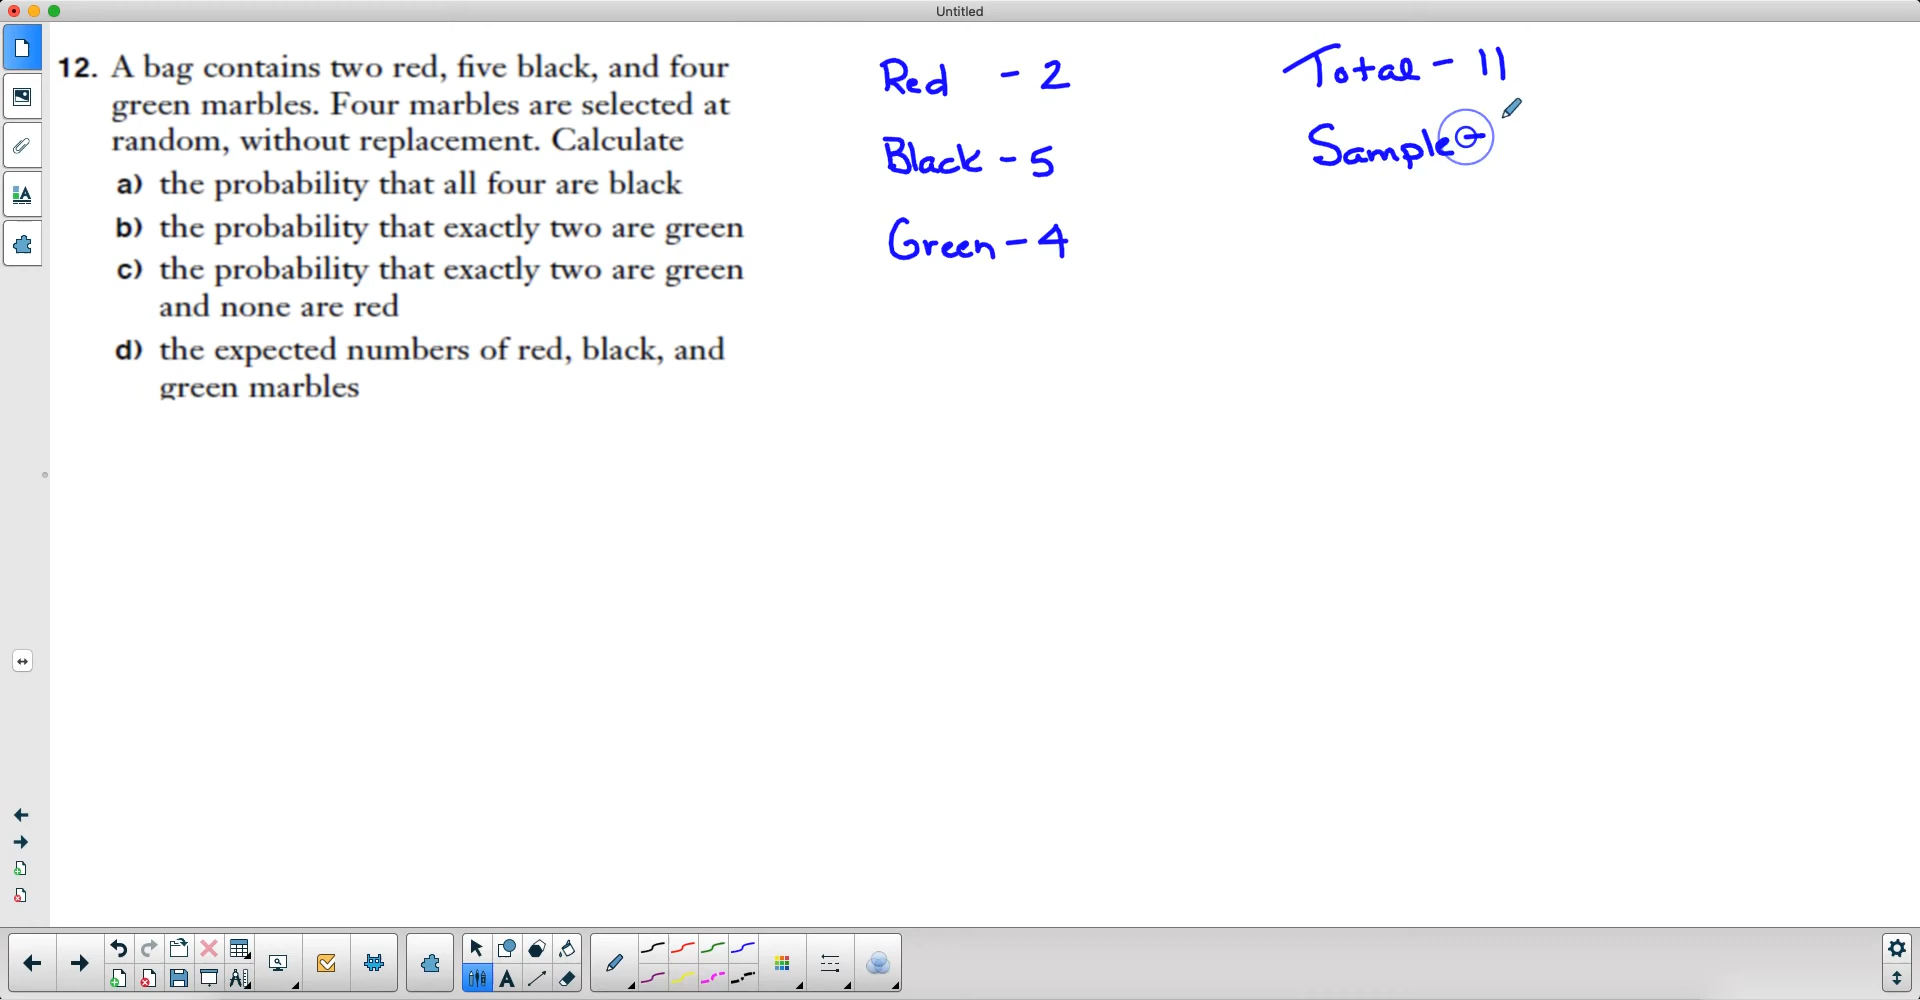 Untitled
12. A bag contains two red, five black, and four
green marbles. Four marbles are selected at
random, without replacement. Calculate
a) the probability that all four are black
b) the probability that exactly two are green
c) the probability that exactly two are green
and none are red
d) the expected numbers of red, black, and
green marbles
Red - 2
Black - 5
Green - 4
Total - 11
Sample -